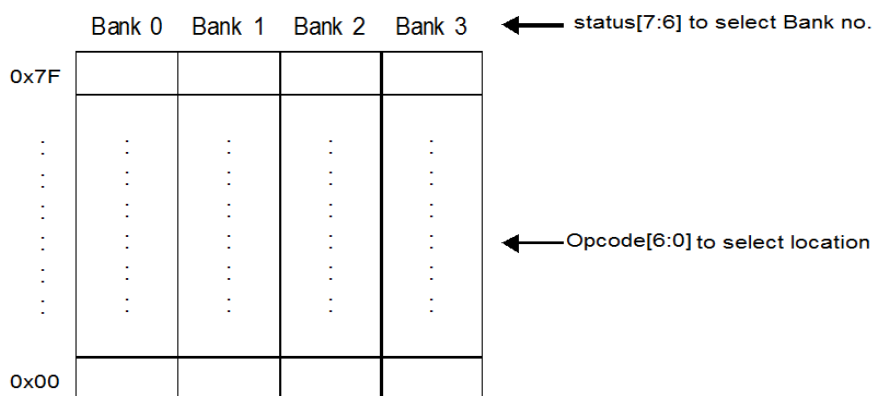 Bank 0 Bank 1 Bank 2 Bank 3 status[7:6] to select Bank no.
0x7F
Opcode[6:0] to select location
0x00